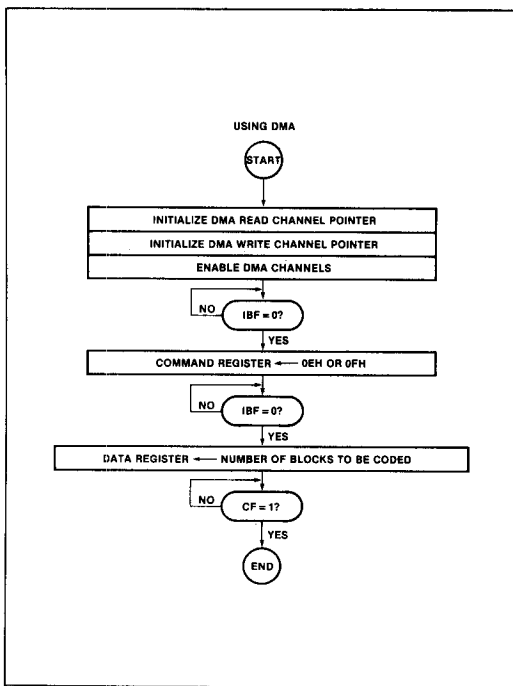 USING DMA
START
INITIALIZE DMA READ CHANNEL POINTER
INITIALIZE DMA WRITE CHANNEL POINTER
ENABLE DMA CHANNELS
NO
IBF = 0?
YES
COMMAND REGISTER ← 0EH OR 0FH
NO
IBF = 0?
YES
DATA REGISTER ← NUMBER OF BLOCKS TO BE CODED
NO
CF = 1?
YES
END